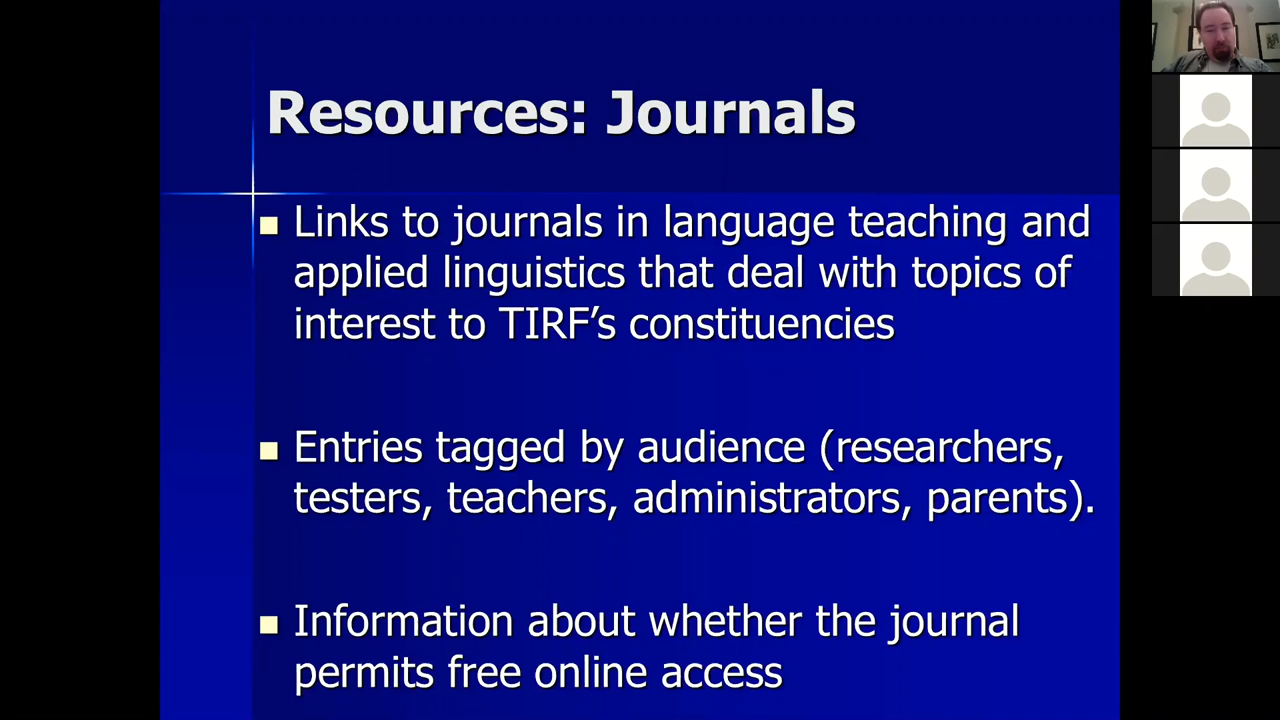 Resources: Journals
Links to journals in language teaching and
applied linguistics that deal with topics of
interest to TIRF’s constituencies
Entries tagged by audience (researchers,
testers, teachers, administrators, parents).
Information about whether the journal
permits free online access